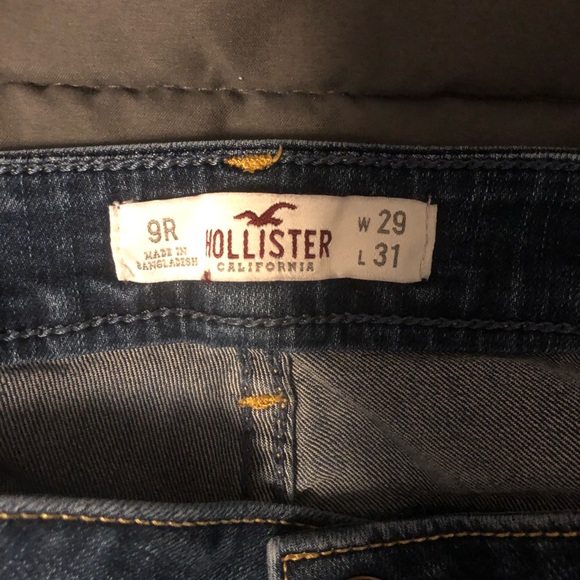 9R
MADE IN
BANGLADESH
HOLLISTER
CALIFORNIA
W 29
L 31